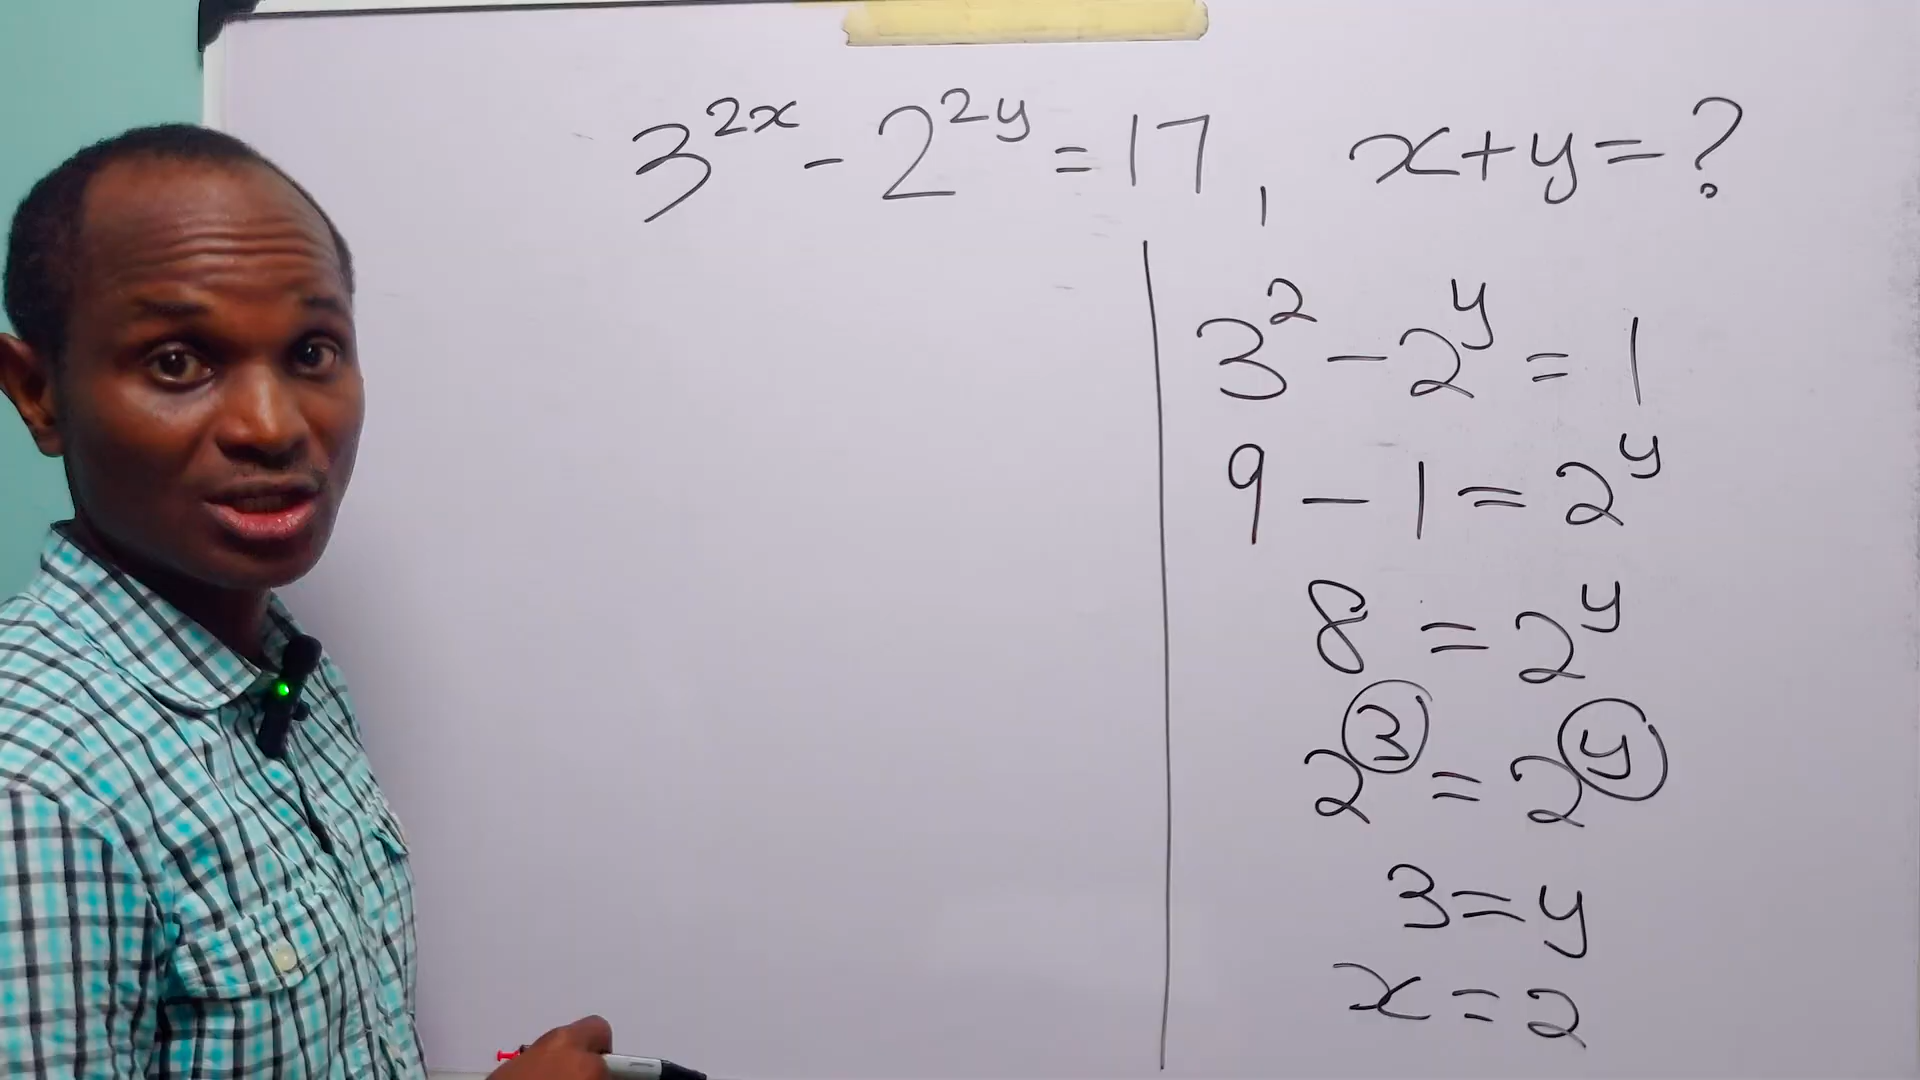 3^{2x} - 2^{2y} = 17, x + y = ?
3^2 - 2^y = 1
9 - 1 = 2^y
8 = 2^y
2^3 = 2^y
3 = y
x = 2